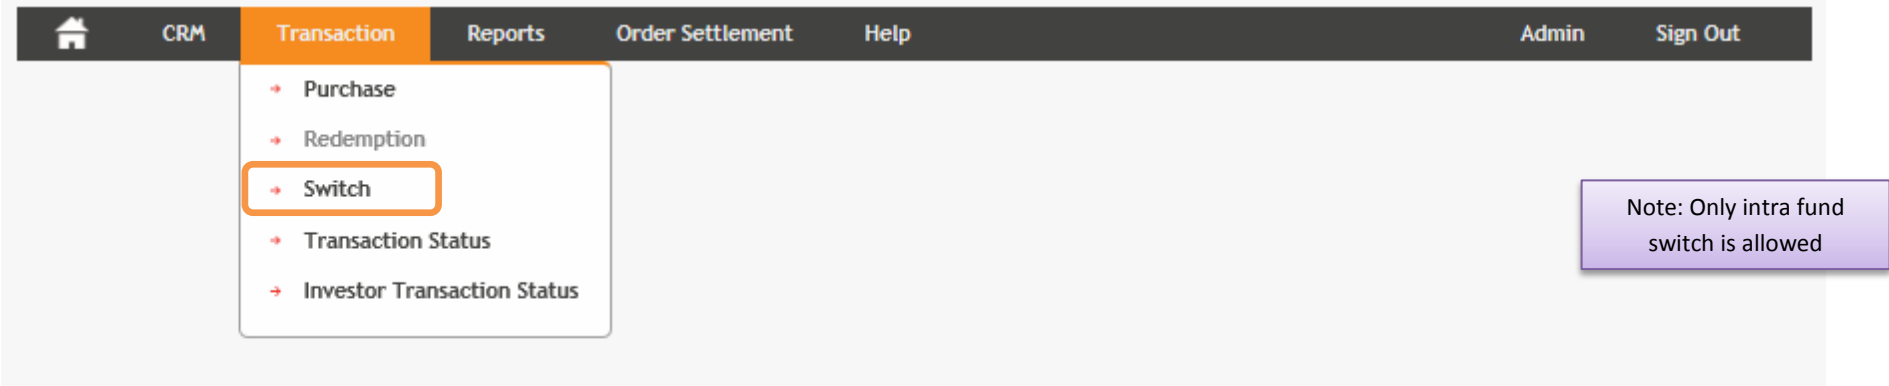 CRM Transaction Reports Order Settlement Help Admin Sign Out
Purchase
Redemption
Switch
Transaction Status
Investor Transaction Status
Note: Only intra fund
switch is allowed